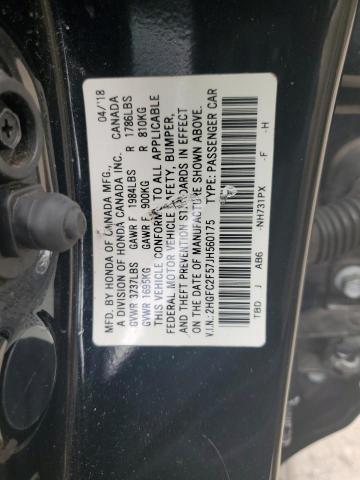 MFD. BY HONDA OF CANADA MFG., 04/18
A DIVISION OF HONDA CANADA INC. CANADA
GVWR 3737LBS GAWR F 1984LBS R 1786LBS
GVWR 1695KG GAWR F 900KG R 810KG
THIS VEHICLE CONFORMS TO ALL APPLICABLE
FEDERAL MOTOR VEHICLE SAFETY, BUMPER,
AND THEFT PREVENTION STANDARDS IN EFFECT
ON THE DATE OF MANUFACTURE SHOWN ABOVE.
V.I.N.: 2HGFC2F57JH560175 TYPE: PASSENGER CAR
TBD J AB6 -NH731PX -F -H